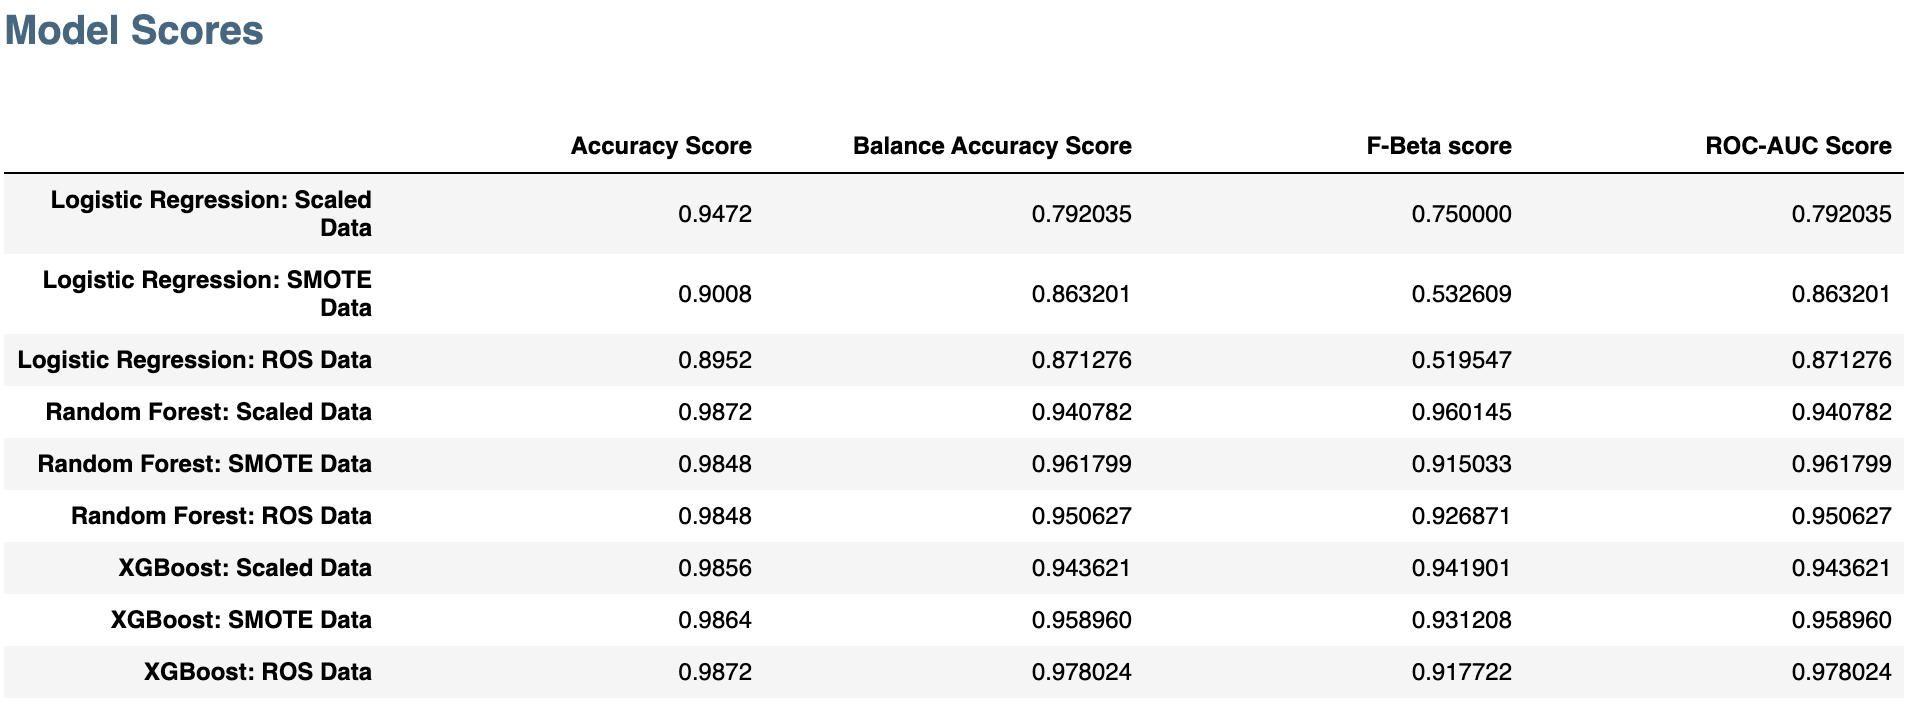 Model Scores
Accuracy Score Balance Accuracy Score F-Beta score ROC-AUC Score
Logistic Regression: Scaled
Data 0.9472 0.792035 0.750000 0.792035
Logistic Regression: SMOTE
Data 0.9008 0.863201 0.532609 0.863201
Logistic Regression: ROS Data 0.8952 0.871276 0.519547 0.871276
Random Forest: Scaled Data 0.9872 0.940782 0.960145 0.940782
Random Forest: SMOTE Data 0.9848 0.961799 0.915033 0.961799
Random Forest: ROS Data 0.9848 0.950627 0.926871 0.950627
XGBoost: Scaled Data 0.9856 0.943621 0.941901 0.943621
XGBoost: SMOTE Data 0.9864 0.958960 0.931208 0.958960
XGBoost: ROS Data 0.9872 0.978024 0.917722 0.978024